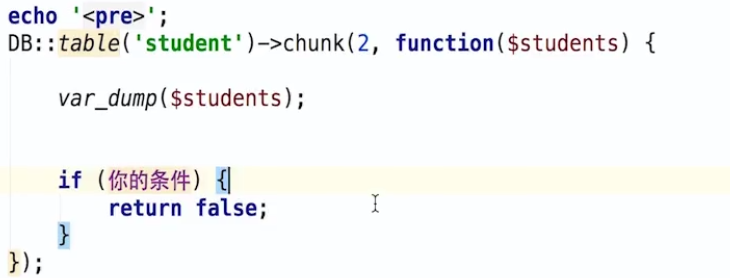 echo '<pre>';
DB::table('student')->chunk(2, function($students) {
var_dump($students);
if (你的条件) {
return false;
}
});